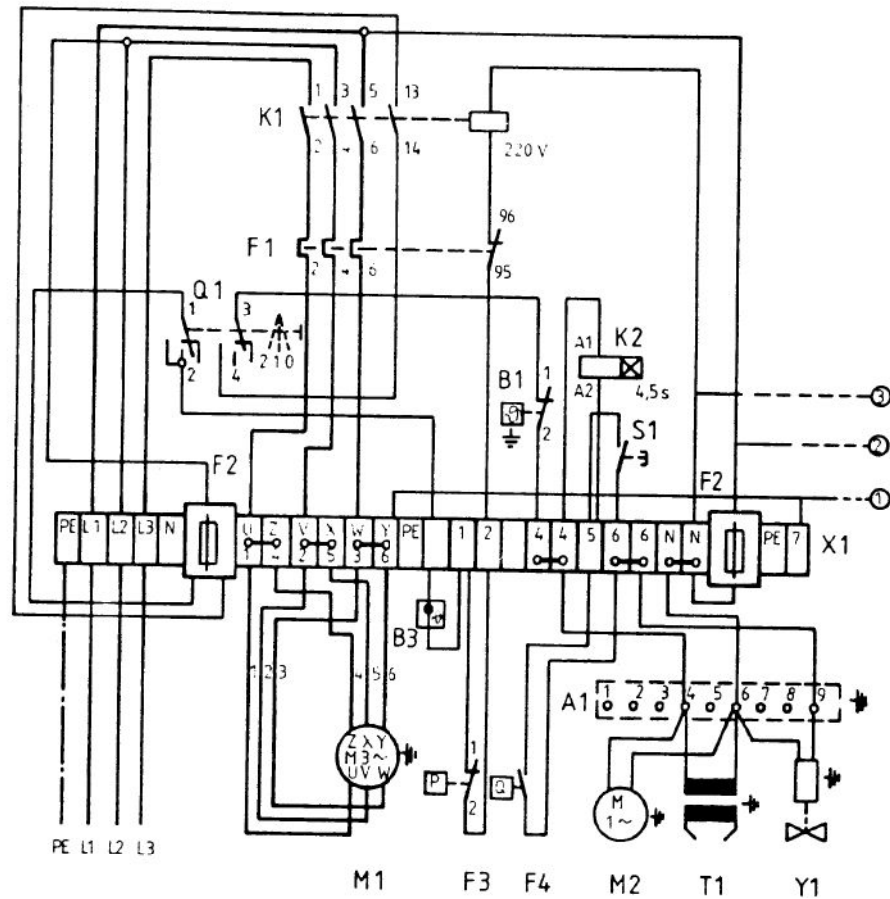 1 3 5 13
K1
2 4 6 14
220 V
96
F1
2 4 6
95
Q1
1 3
A1 K2
2 1 0
2 4
B1 1
A2 4,5s
3
ϑ
2
S1
2
F2 F2
1
PE L1 L2 L3 N U Z V X W Y PE 1 2 4 4 5 6 6 N N PE 7 X1
1 4 2 5 3 6
B3 ϑ
1 2 3 4 5 6
A1 1 2 3 4 5 6 7 8 9
Z X Y
M 3~
U V W
1
P Q
2
M
1~
PE L1 L2 L3
M1 F3 F4 M2 T1 Y1